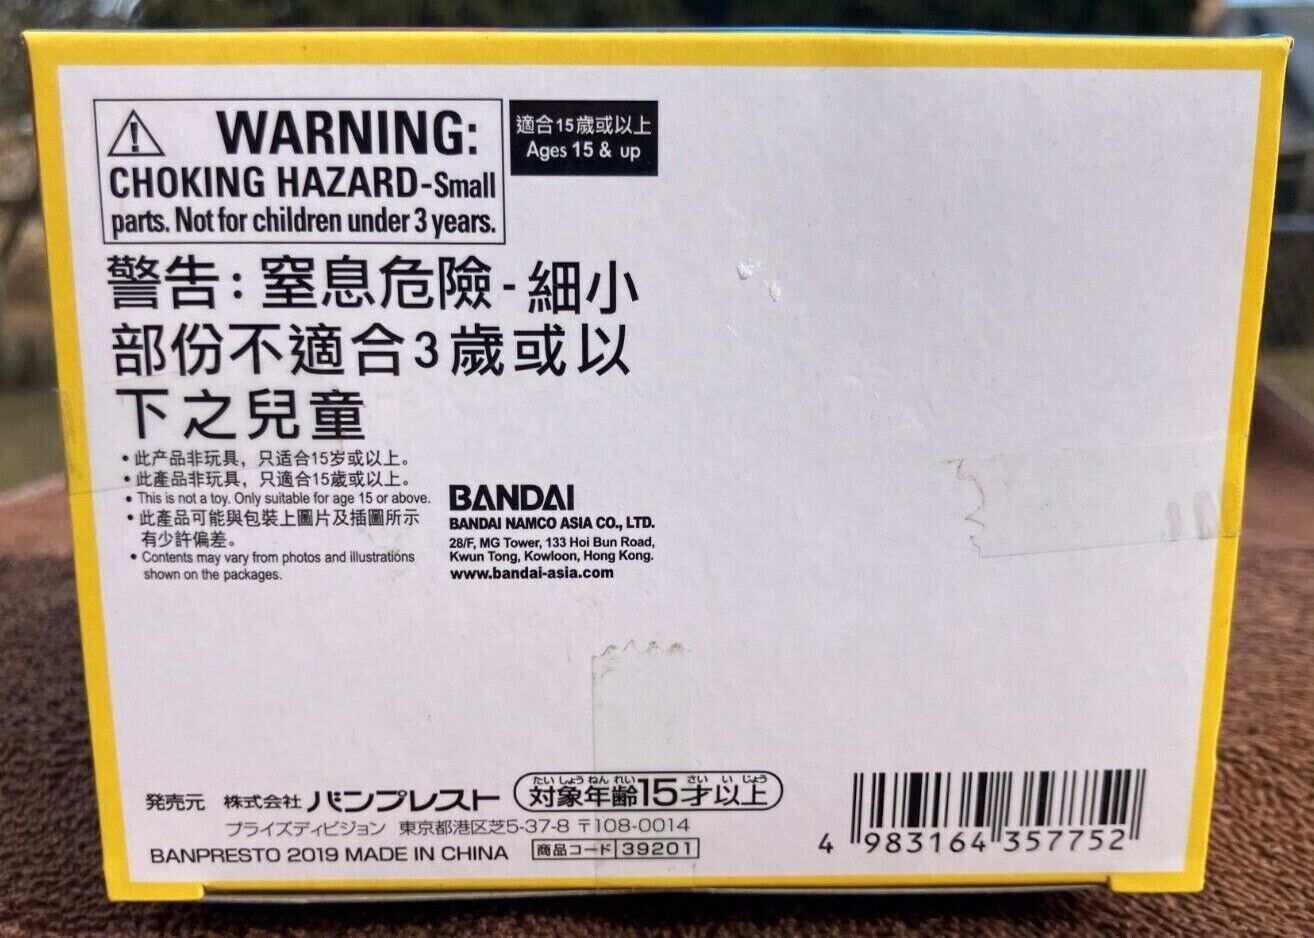 WARNING:
CHOKING HAZARD-Small
parts. Not for children under 3 years.
適合15歲或以上
Ages 15 & up
警告:窒息危險-細小
部份不適合3歲或以
下之兒童
• 此产品非玩具，只适合15岁或以上。
• 此產品非玩具，只適合15歲或以上。
• This is not a toy. Only suitable for age 15 or above.
• 此產品可能與包裝上圖片及插圖所示
有少許偏差。
• Contents may vary from photos and illustrations
shown on the packages.
BANDAI
BANDAI NAMCO ASIA CO., LTD.
28/F, MG Tower, 133 Hoi Bun Road,
Kwun Tong, Kowloon, Hong Kong.
www.bandai-asia.com
発売元 株式会社 バンプレスト
プライズディビジョン 東京都港区芝5-37-8 〒108-0014
BANPRESTO 2019 MADE IN CHINA
商品コード 39201
たいしょうねんれい さい いじょう
対象年齢15才以上
4 983164 357752